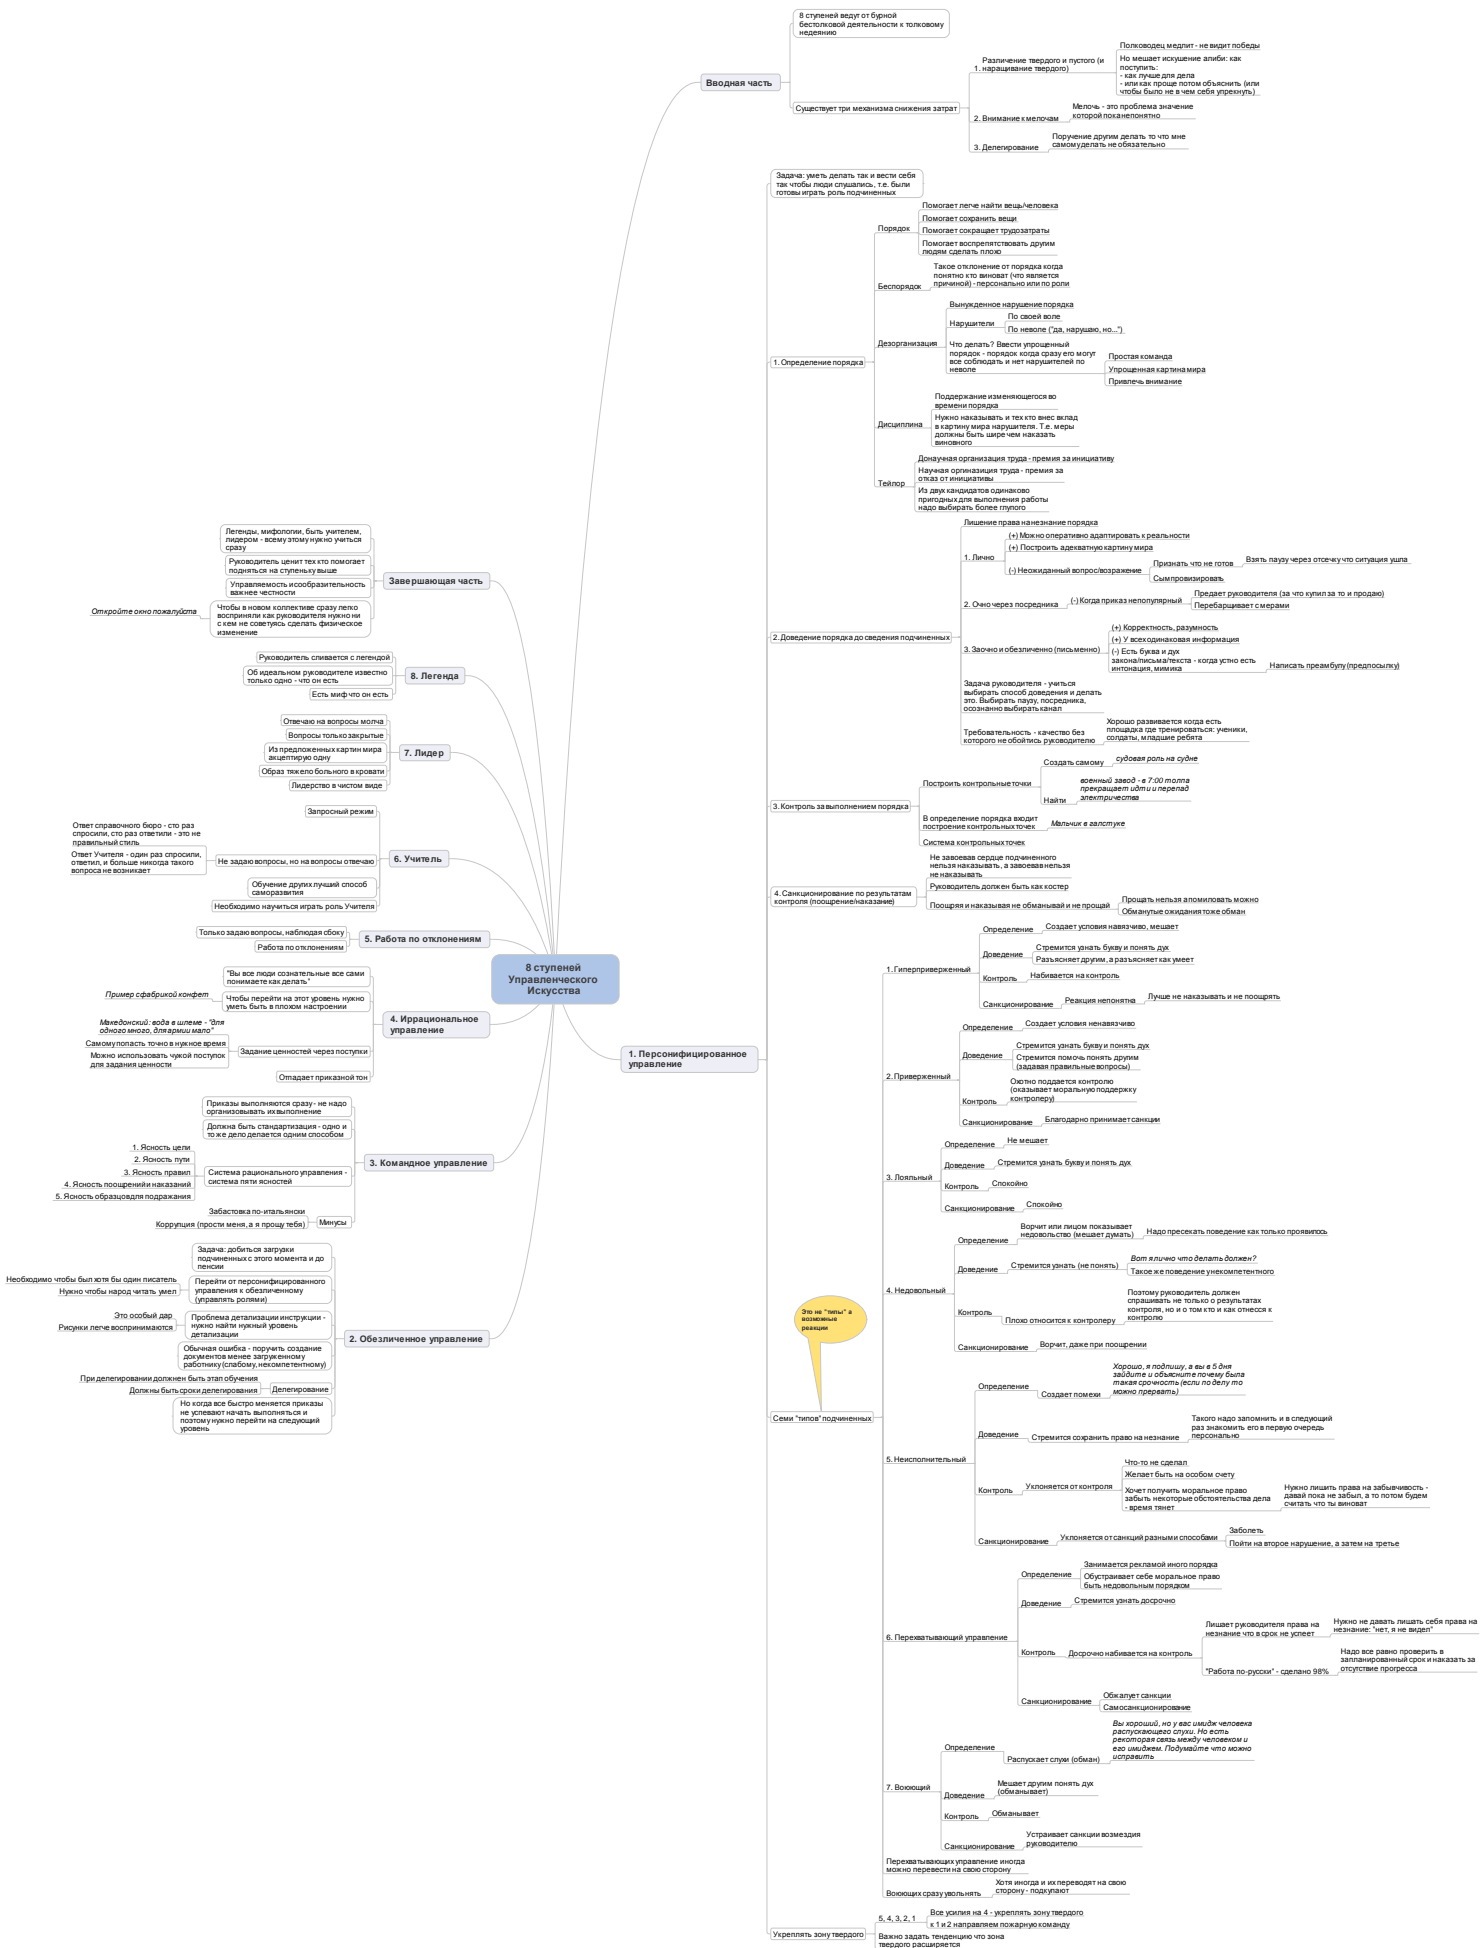 8 ступеней
Управленческого
Искусства
Вводная часть
8 ступеней ведут от бурной
бестолковой деятельности к толковому
недеянию
Существует три механизма снижения затрат
1.
Различение твердого и пустого (и
наращивание твердого)
Полководец медлит - не видит победы
Но мешает искушение алиби: как
поступить:
- как лучше для дела
- или как проще потом объяснить (или
чтобы было не в чем себя упрекнуть)
2. Внимание к мелочам
Мелочь - это проблема значение
которой пока непонятно
3. Делегирование
Поручение другим делать то что мне
самому делать не обязательно
1. Персонифицированное
управление
Задача: уметь делать так и вести себя
так чтобы люди слушались, т.е. были
готовы играть роль подчиненных
1. Определение порядка
Порядок
Помогает легче найти вещь/человека
Помогает сохранить вещи
Помогает сокращает трудозатраты
Помогает воспрепятствовать другим
людям сделать плохо
Беспорядок
Такое отклонение от порядка когда
понятно кто виноват (что является
причиной) - персонально или по роли
Дезорганизация
Вынужденное нарушение порядка
Нарушители
По своей воле
По неволе ("да, нарушаю, но...")
Что делать? Ввести упрощенный
порядок - порядок когда сразу его могут
все соблюдать и нет нарушителей по
неволе
Простая команда
Упрощенная картина мира
Привлечь внимание
Дисциплина
Поддержание изменяющегося во
времени порядка
Нужно наказывать и тех кто внес вклад
в картину мира нарушителя. Т.е. меры
должны быть шире чем наказать
виновного
Тейлор
Донаучная организация труда - премия за инициативу
Научная оргиназиция труда - премия за
отказ от инициативы
Из двух кандидатов одинаково
пригодных для выполнения работы
надо выбирать более глупого
2. Доведение порядка до сведения подчиненных
Лишение права на незнание порядка
1. Лично
(+) Можно оперативно адаптировать к реальности
(+) Построить адекватную картину мира
(-) Неожиданный вопрос/возражение
Признать что не готов
Взять паузу через отсечку что ситуация ушла
Сымпровизировать
2. Очно через посредника
(-) Когда приказ непопулярный
Предает руководителя (за что купил за то и продаю)
Перебарщивает с мерами
3. Заочно и обезличенно (письменно)
(+) Корректность, разумность
(+) У всех одинаковая информация
(-) Есть буква и дух
закона/письма/текста - когда устно есть
интонация, мимика
Написать преамбулу (предпосылку)
Задача руководителя - учиться
выбирать способ доведения и делать
это. Выбирать паузу, посредника,
осознанно выбирать канал
Требовательность - качество без
которого не обойтись руководителю
Хорошо развивается когда есть
площадка где тренироваться: ученики,
солдаты, младшие ребята
3. Контроль за выполнением порядка
Построить контрольные точки
Создать самому
судовая роль на судне
Найти
военный завод - в 7:00 толпа
прекращает идти и перепад
электричества
В определение порядка входит
построение контрольных точек
Мальчик в галстуке
Система контрольных точек
4. Санкционирование по результатам
контроля (поощрение/наказание)
Не завоевав сердце подчиненного
нельзя наказывать, а завоевав нельзя
не наказывать
Руководитель должен быть как костер
Поощряя и наказывая не обманывай и не прощай
Прощать нельзя а помиловать можно
Обманутые ожидания тоже обман
Семи "типов" подчиненных
Это не "типы" а
возможные
реакции
1. Гиперприверженный
Определение
Создает условия навязчиво, мешает
Доведение
Стремится узнать букву и понять дух
Разъясняет другим, а разъясняет как умеет
Контроль
Набивается на контроль
Санкционирование
Реакция непонятна
Лучше не наказывать и не поощрять
2. Приверженный
Определение
Создает условия ненавязчиво
Доведение
Стремится узнать букву и понять дух
Стремится помочь понять другим
(задавая правильные вопросы)
Контроль
Охотно поддается контролю
(оказывает моральную поддержку
контролеру)
Санкционирование
Благодарно принимает санкции
3. Лояльный
Определение
Не мешает
Доведение
Стремится узнать букву и понять дух
Контроль
Спокойно
Санкционирование
Спокойно
4. Недовольный
Определение
Ворчит или лицом показывает
недовольство (мешает думать)
Надо пресекать поведение как только проявилось
Доведение
Стремится узнать (не понять)
Вот я лично что делать должен?
Такое же поведение у некомпетентного
Контроль
Плохо относится к контролеру
Поэтому руководитель должен
спрашивать не только о результатах
контроля, но и о том кто и как отнесся к
контролю
Санкционирование
Ворчит, даже при поощрении
5. Неисполнительный
Определение
Создает помехи
Хорошо, я подпишу, а вы в 5 дня
зайдите и объясните почему была
такая срочность (если по делу то
можно прервать)
Доведение
Стремится сохранить право на незнание
Такого надо запомнить и в следующий
раз знакомить его в первую очередь
персонально
Контроль
Уклоняется от контроля
Что-то не сделал
Желает быть на особом счету
Хочет получить моральное право
забыть некоторые обстоятельства дела
- время тянет
Нужно лишить права на забывчивость -
давай пока не забыл, а то потом будем
считать что ты виноват
Санкционирование
Уклоняется от санкций разными способами
Заболеть
Пойти на второе нарушение, а затем на третье
6. Перехватывающий управление
Определение
Занимается рекламой иного порядка
Обустраивает себе моральное право
быть недовольным порядком
Доведение
Стремится узнать досрочно
Контроль
Досрочно набивается на контроль
Лишает руководителя права на
незнание что в срок не успеет
Нужно не давать лишать себя права на
незнание: "нет, я не видел"
"Работа по-русски" - сделано 98%
Надо все равно проверить в
запланированный срок и наказать за
отсутствие прогресса
Санкционирование
Обжалует санкции
Самосанкционирование
7. Воюющий
Определение
Распускает слухи (обман)
Вы хороший, но у вас имидж человека
распускающего слухи. Но есть
рекоторая связь между человеком и
его имиджем. Подумайте что можно
исправить
Доведение
Мешает другим понять дух
(обманывает)
Контроль
Обманывает
Санкционирование
Устраивает санкции возмездия
руководителю
Перехватывающих управление иногда
можно перевести на свою сторону
Воюющих сразу увольнять
Хотя иногда и их переводят на свою
сторону - подкупают
Укреплять зону твердого
5, 4, 3, 2, 1
Все усилия на 4 - укреплять зону твердого
к 1 и 2 направляем пожарную команду
Важно задать тенденцию что зона
твердого расширяется
Завершающая часть
Легенды, мифологии, быть учителем,
лидером - всему этому нужно учиться
сразу
Руководитель ценит тех кто помогает
подняться на ступеньку выше
Управляемость и сообразительность
важнее честности
Чтобы в новом коллективе сразу легко
восприняли как руководителя нужно ни
с кем не советуясь сделать физическое
изменение
Откройте окно пожалуйста
8. Легенда
Руководитель сливается с легендой
Об идеальном руководителе известно
только одно - что он есть
Есть миф что он есть
7. Лидер
Отвечаю на вопросы молча
Вопросы только закрытые
Из предложенных картин мира
акцептирую одну
Образ тяжело больного в кровати
Лидерство в чистом виде
6. Учитель
Запросный режим
Не задаю вопросы, но на вопросы отвечаю
Ответ справочного бюро - сто раз
спросили, сто раз ответили - это не
правильный стиль
Ответ Учителя - один раз спросили,
ответил, и больше никогда такого
вопроса не возникает
Обучение других лучший способ
саморазвития
Необходимо научиться играть роль Учителя
5. Работа по отклонениям
Только задаю вопросы, наблюдая сбоку
Работа по отклонениям
4. Иррациональное
управление
"Вы все люди сознательные все сами
понимаете как делать"
Чтобы перейти на этот уровень нужно
уметь быть в плохом настроении
Пример с фабрикой конфет
Задание ценностей через поступки
Македонский: вода в шлеме - "для
одного много, для армии мало"
Самому попасть точно в нужное время
Можно использовать чужой поступок
для задания ценности
Отпадает приказной тон
3. Командное управление
Приказы выполняются сразу - не надо
организовывать их выполнение
Должна быть стандартизация - одно и
то же дело делается одним способом
Система рационального управления -
система пяти ясностей
1. Ясность цели
2. Ясность пути
3. Ясность правил
4. Ясность поощрений и наказаний
5. Ясность образцов для подражания
Минусы
Забастовка по-итальянски
Коррупция (прости меня, а я прощу тебя)
2. Обезличенное управление
Задача: добиться загрузки
подчиненных с этого момента и до
пенсии
Перейти от персонифицированного
управления к обезличенному
(управлять ролями)
Необходимо чтобы был хотя бы один писатель
Нужно чтобы народ читать умел
Проблема детализации инструкции -
нужно найти нужный уровень
детализации
Это особый дар
Рисунки легче воспринимаются
Обычная ошибка - поручить создание
документов менее загруженному
работнику (слабому, некомпетентному)
Делегирование
При делегировании должнен быть этап обучения
Должны быть сроки делегирования
Но когда все быстро меняется приказы
не успевают начать выполняться и
поэтому нужно перейти на следующий
уровень